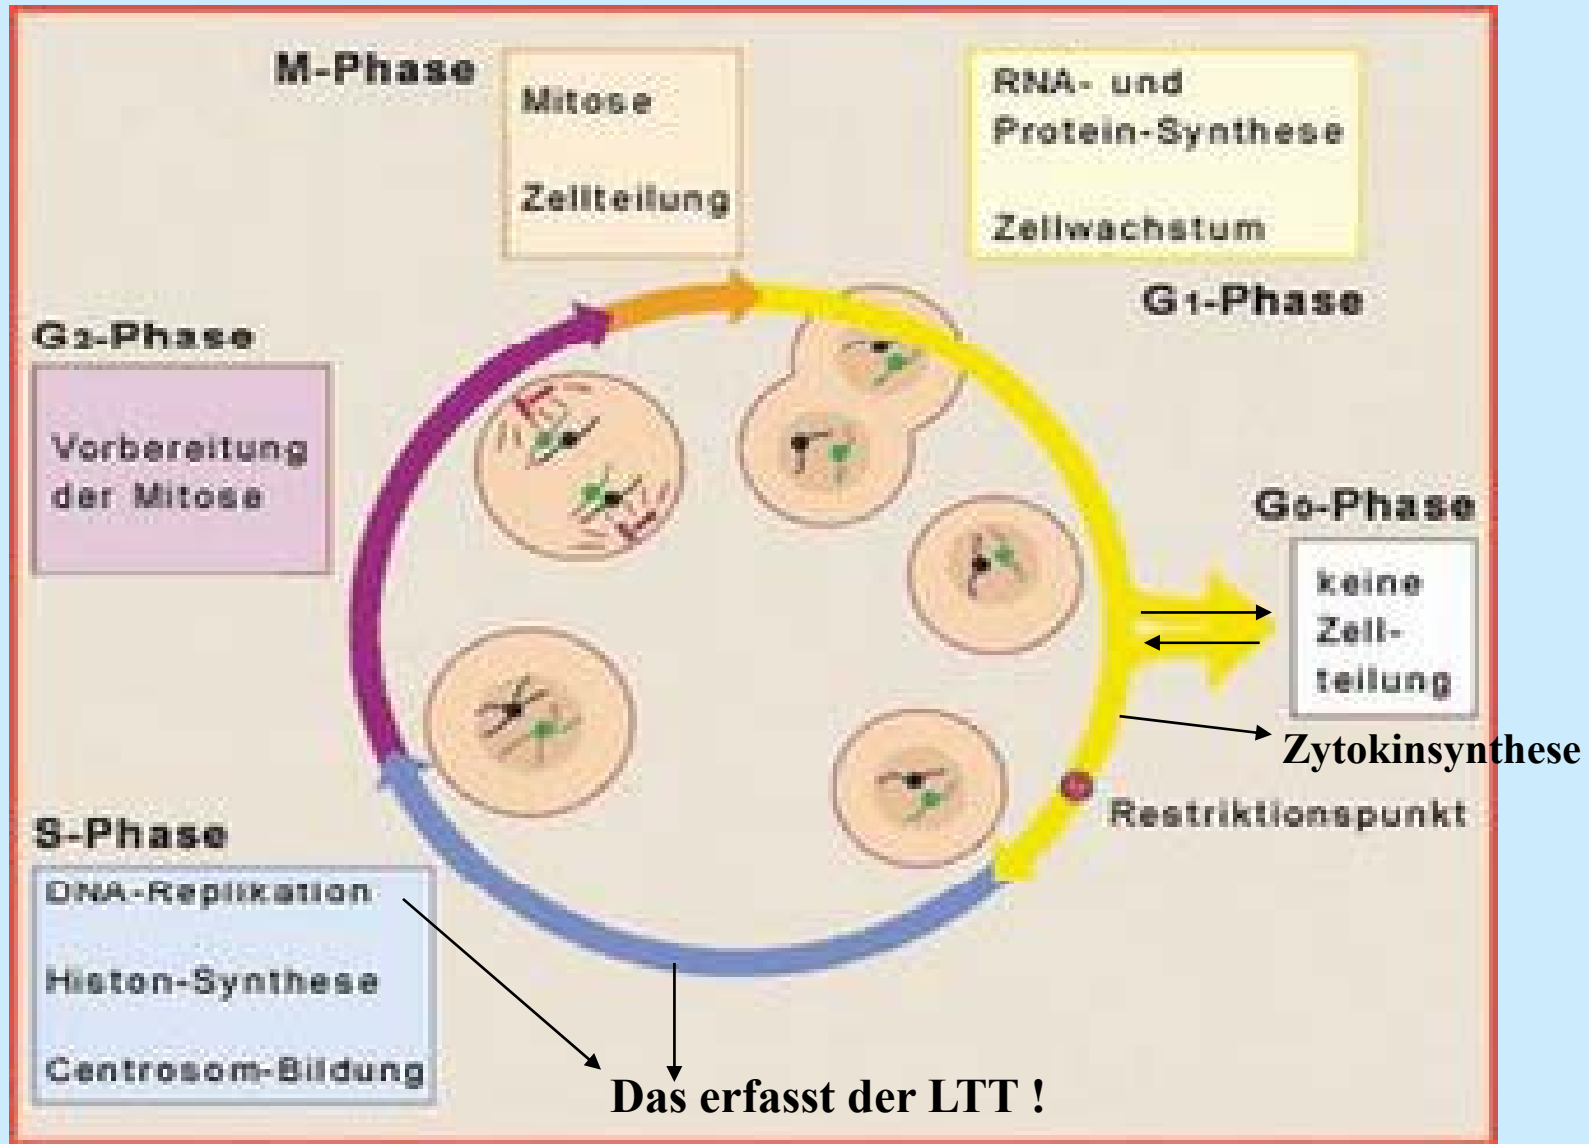 M-Phase
Mitose
Zellteilung
RNA- und
Protein-Synthese
Zellwachstum
G1-Phase
G2-Phase
Vorbereitung
der Mitose
G0-Phase
keine
Zell-
teilung
Zytokinsynthese
Restriktionspunkt
S-Phase
DNA-Replikation
Histon-Synthese
Centrosom-Bildung
Das erfasst der LTT !